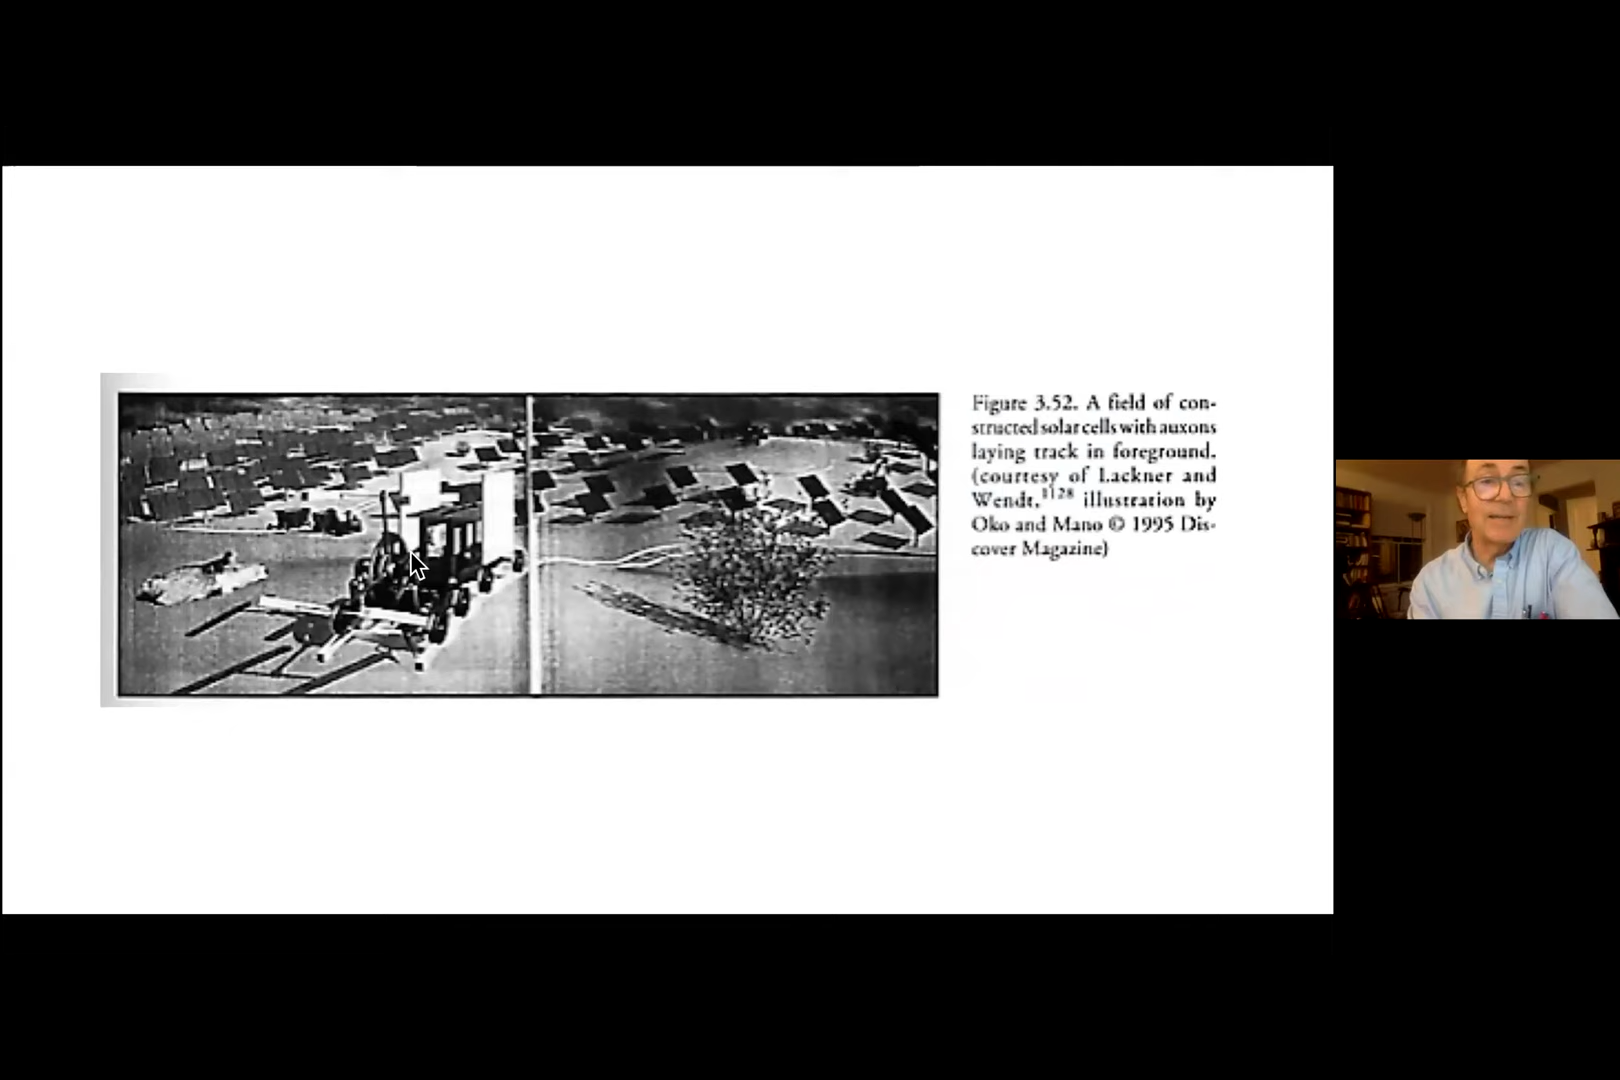 Figure 3.52. A field of con-
structed solar cells with auxons
laying track in foreground.
(courtesy of Lackner and
Wendt,1128 illustration by
Oko and Mano © 1995 Dis-
cover Magazine)